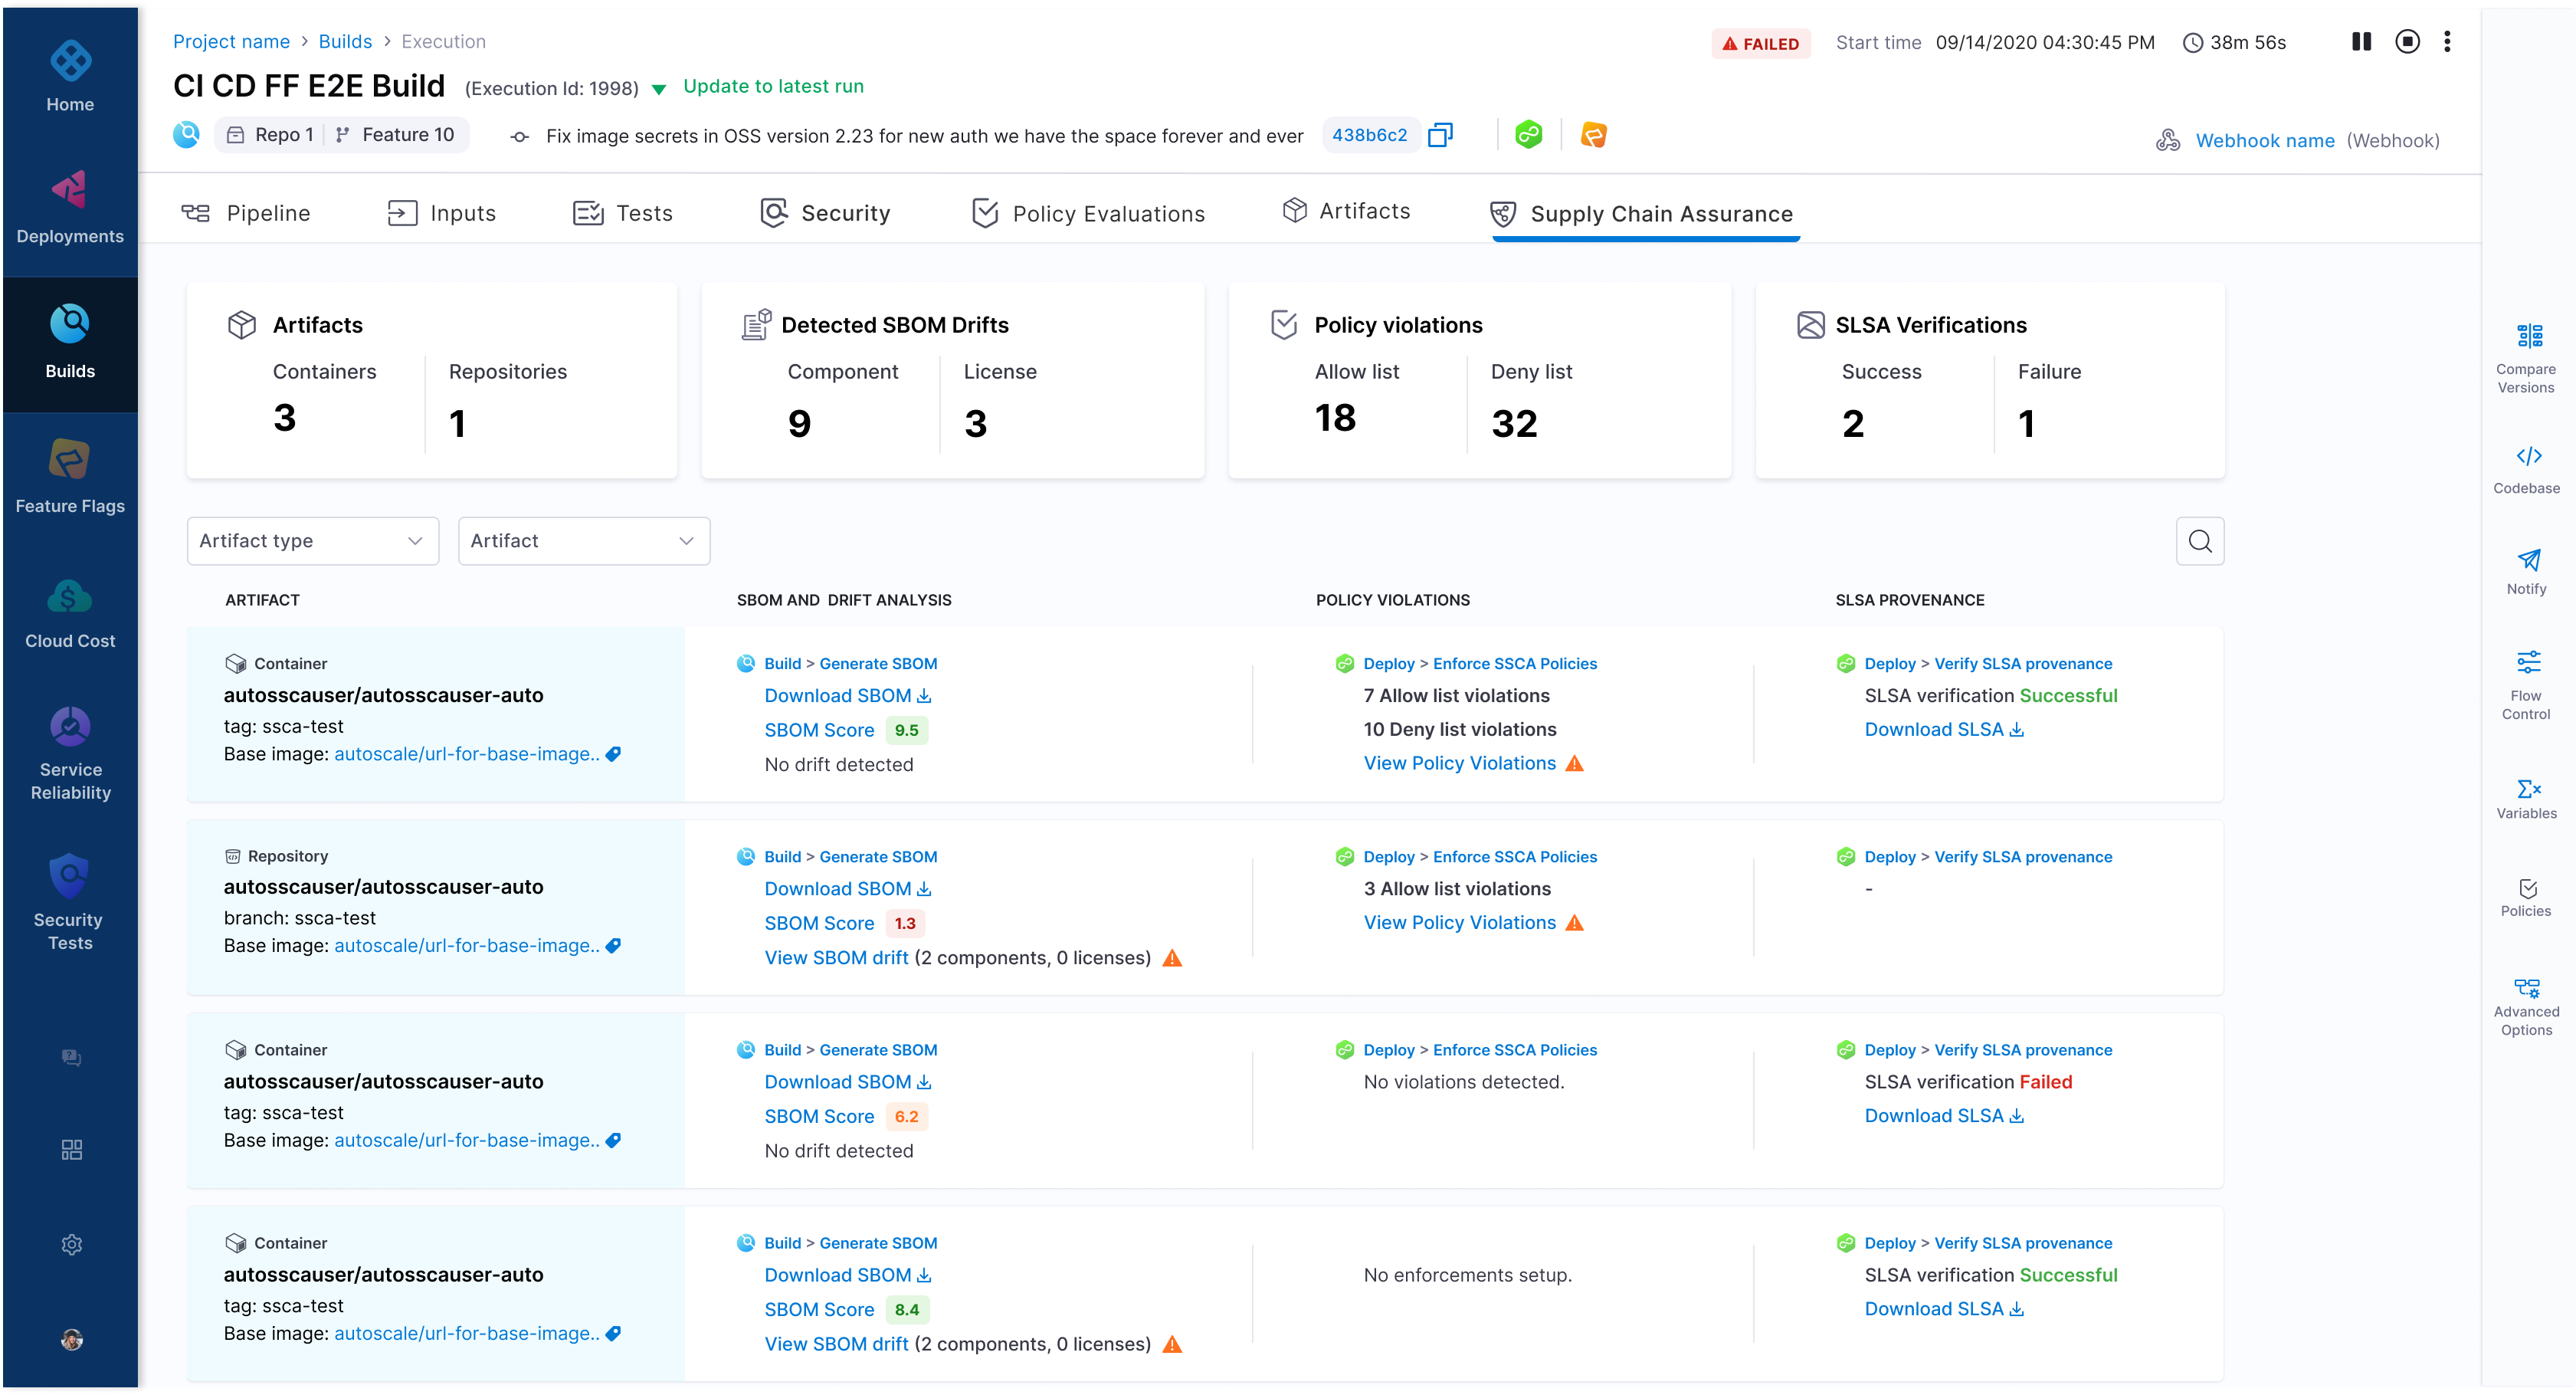 Home
Deployments
Builds
Feature Flags
Cloud Cost
Service
Reliability
Security
Tests
Project name > Builds > Execution
FAILED Start time 09/14/2020 04:30:45 PM 38m 56s
CI CD FF E2E Build (Execution Id: 1998) Update to latest run
Repo 1 Feature 10 Fix image secrets in OSS version 2.23 for new auth we have the space forever and ever 438b6c2
Webhook name (Webhook)
Pipeline Inputs Tests Security Policy Evaluations Artifacts Supply Chain Assurance
Artifacts
Containers Repositories
3 1
Detected SBOM Drifts
Component License
9 3
Policy violations
Allow list Deny list
18 32
SLSA Verifications
Success Failure
2 1
Artifact type Artifact
ARTIFACT SBOM AND DRIFT ANALYSIS POLICY VIOLATIONS SLSA PROVENANCE
Container
autosscauser/autosscauser-auto
tag: ssca-test
Base image: autoscale/url-for-base-image..
Build > Generate SBOM
Download SBOM
SBOM Score 9.5
No drift detected
Deploy > Enforce SSCA Policies
7 Allow list violations
10 Deny list violations
View Policy Violations
Deploy > Verify SLSA provenance
SLSA verification Successful
Download SLSA
Repository
autosscauser/autosscauser-auto
branch: ssca-test
Base image: autoscale/url-for-base-image..
Build > Generate SBOM
Download SBOM
SBOM Score 1.3
View SBOM drift (2 components, 0 licenses)
Deploy > Enforce SSCA Policies
3 Allow list violations
View Policy Violations
Deploy > Verify SLSA provenance
-
Container
autosscauser/autosscauser-auto
tag: ssca-test
Base image: autoscale/url-for-base-image..
Build > Generate SBOM
Download SBOM
SBOM Score 6.2
No drift detected
Deploy > Enforce SSCA Policies
No violations detected.
Deploy > Verify SLSA provenance
SLSA verification Failed
Download SLSA
Container
autosscauser/autosscauser-auto
tag: ssca-test
Base image: autoscale/url-for-base-image..
Build > Generate SBOM
Download SBOM
SBOM Score 8.4
View SBOM drift (2 components, 0 licenses)
No enforcements setup.
Deploy > Verify SLSA provenance
SLSA verification Successful
Download SLSA
Compare
Versions
Codebase
Notify
Flow
Control
Variables
Policies
Advanced
Options